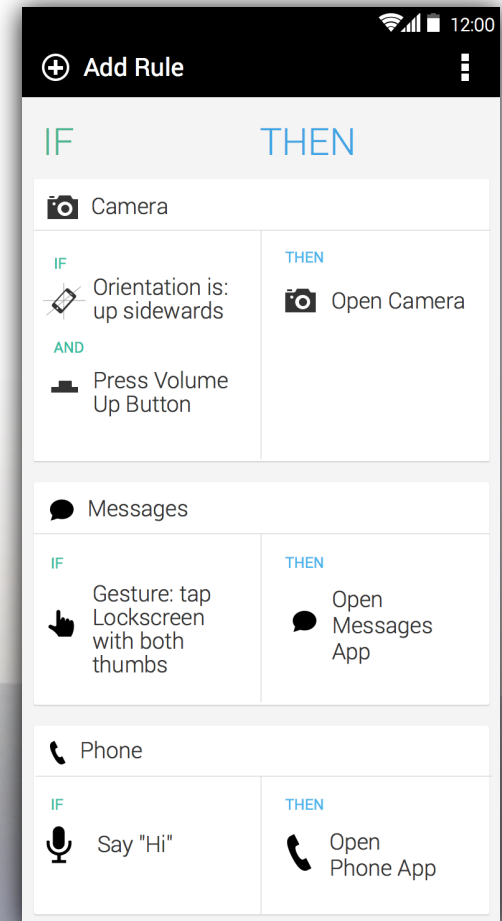 12:00
Add Rule
IF
THEN
Camera
IF
Orientation is:
up sidewards
AND
Press Volume
Up Button
THEN
Open Camera
Messages
IF
Gesture: tap
Lockscreen
with both
thumbs
THEN
Open
Messages
App
Phone
IF
Say "Hi"
THEN
Open
Phone App